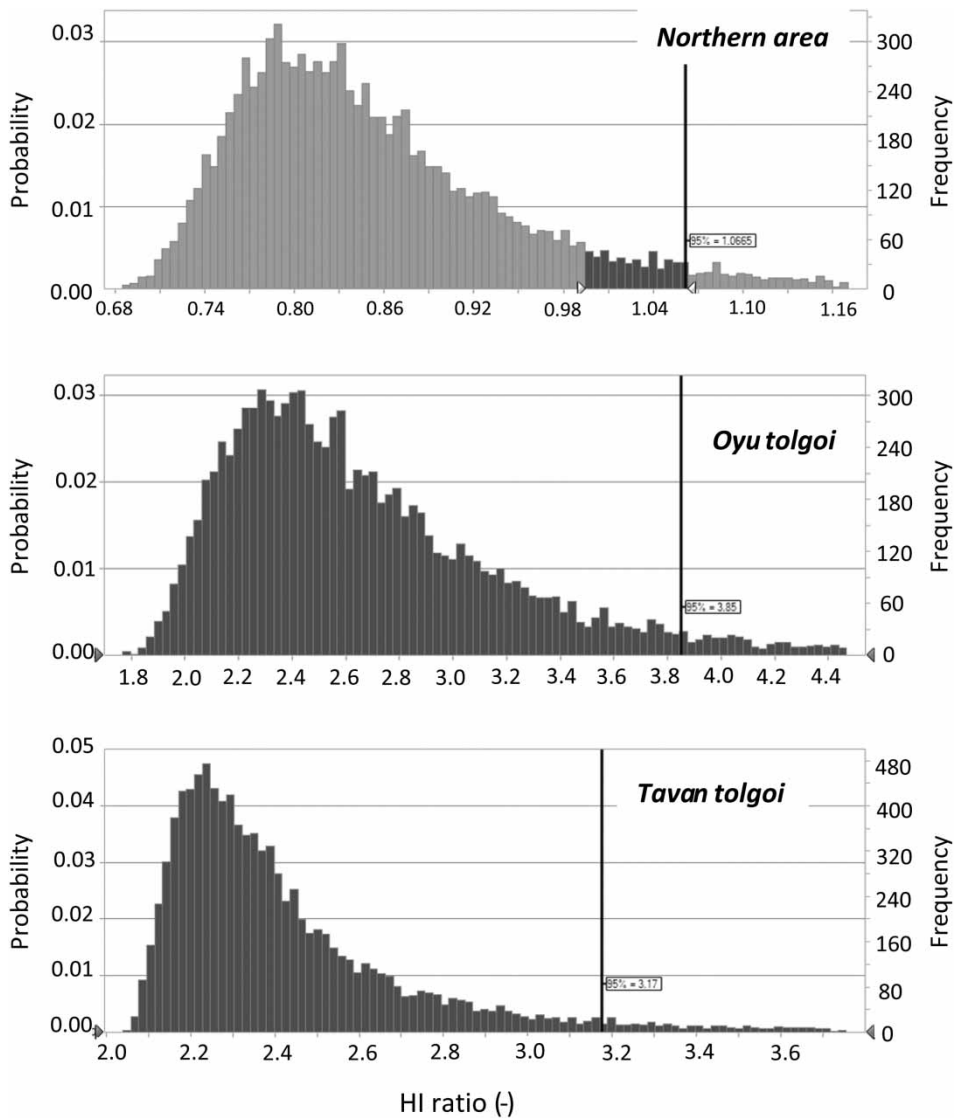 Northern area
Probability
Frequency
0.03
0.02
0.01
0.00
300
240
180
120
60
0
95% = 1.0665
0.68 0.74 0.80 0.86 0.92 0.98 1.04 1.10 1.16
Oyu tolgoi
Probability
Frequency
0.03
0.02
0.01
0.00
300
240
180
120
60
0
95% = 3.85
1.8 2.0 2.2 2.4 2.6 2.8 3.0 3.2 3.4 3.6 3.8 4.0 4.2 4.4
Tavan tolgoi
Probability
Frequency
0.05
0.04
0.03
0.02
0.01
0.00
480
400
320
240
160
80
0
95% = 3.17
2.0 2.2 2.4 2.6 2.8 3.0 3.2 3.4 3.6
HI ratio (-)